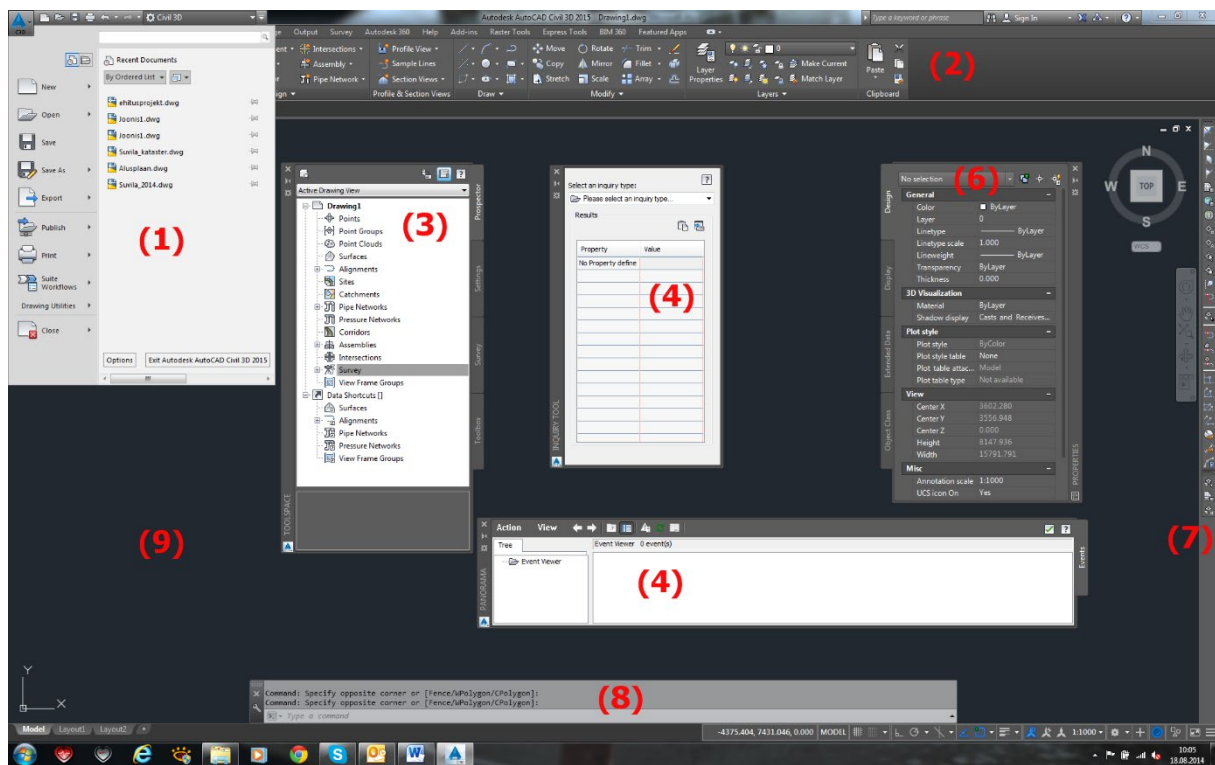 Civil 3D
Autodesk AutoCAD Civil 3D 2015 Drawing1.dwg
Type a keyword or phrase
Sign In
Output Survey Autodesk 360 Help Add-ins Raster Tools Express Tools BIM 360 Featured Apps
Intersections Profile View Move Rotate Trim
Assembly Sample Lines Copy Mirror Fillet
Pipe Network Section Views Stretch Scale Array
Layer Properties
0
Make Current
Match Layer
Paste
Profile & Section Views Draw Modify Layers Clipboard
(2)
New
Open
Save
Save As
Export
Publish
Print
Suite Workflows
Drawing Utilities
Close
Recent Documents
By Ordered List
ehitusprojekt.dwg
Joonis1.dwg
Joonis1.dwg
Suvila_kataster.dwg
Alusplaan.dwg
Suvila_2014.dwg
(1)
Options Exit Autodesk AutoCAD Civil 3D 2015
Active Drawing View
Drawing1
Points
Point Groups
Point Clouds
Surfaces
Alignments
Sites
Catchments
Pipe Networks
Pressure Networks
Corridors
Assemblies
Intersections
Survey
View Frame Groups
Data Shortcuts []
Surfaces
Alignments
Pipe Networks
Pressure Networks
View Frame Groups
(3)
Prospector
Settings
Survey
Toolbox
TOOLSPACE
Select an inquiry type:
Please select an inquiry type...
Results
Property Value
No Property define
(4)
INQUIRY TOOL
No selection
(6)
General
Color ByLayer
Layer 0
Linetype ByLayer
Linetype scale 1.000
Lineweight ByLayer
Transparency ByLayer
Thickness 0.000
3D Visualization
Material ByLayer
Shadow display Casts and Receives...
Plot style
Plot style ByColor
Plot style table None
Plot table attac... Model
Plot table type Not available
View
Center X 3602.280
Center Y 3556.948
Center Z 0.000
Height 8147.936
Width 15791.791
Misc
Annotation scale 1:1000
UCS icon On Yes
Design
Display
Extended Data
Object Class
PROPERTIES
N
W TOP E
S
WCS
(7)
(9)
Action View
Tree
Event Viewer 0 event(s)
Event Viewer
(4)
PANORAMA
Events
Y
X
Command: Specify opposite corner or [Fence/WPolygon/CPolygon]:
Command: Specify opposite corner or [Fence/WPolygon/CPolygon]:
Type a command
(8)
Model Layout1 Layout2
-4375.404, 7431.046, 0.000 MODEL
1:1000
10:05
18.08.2014